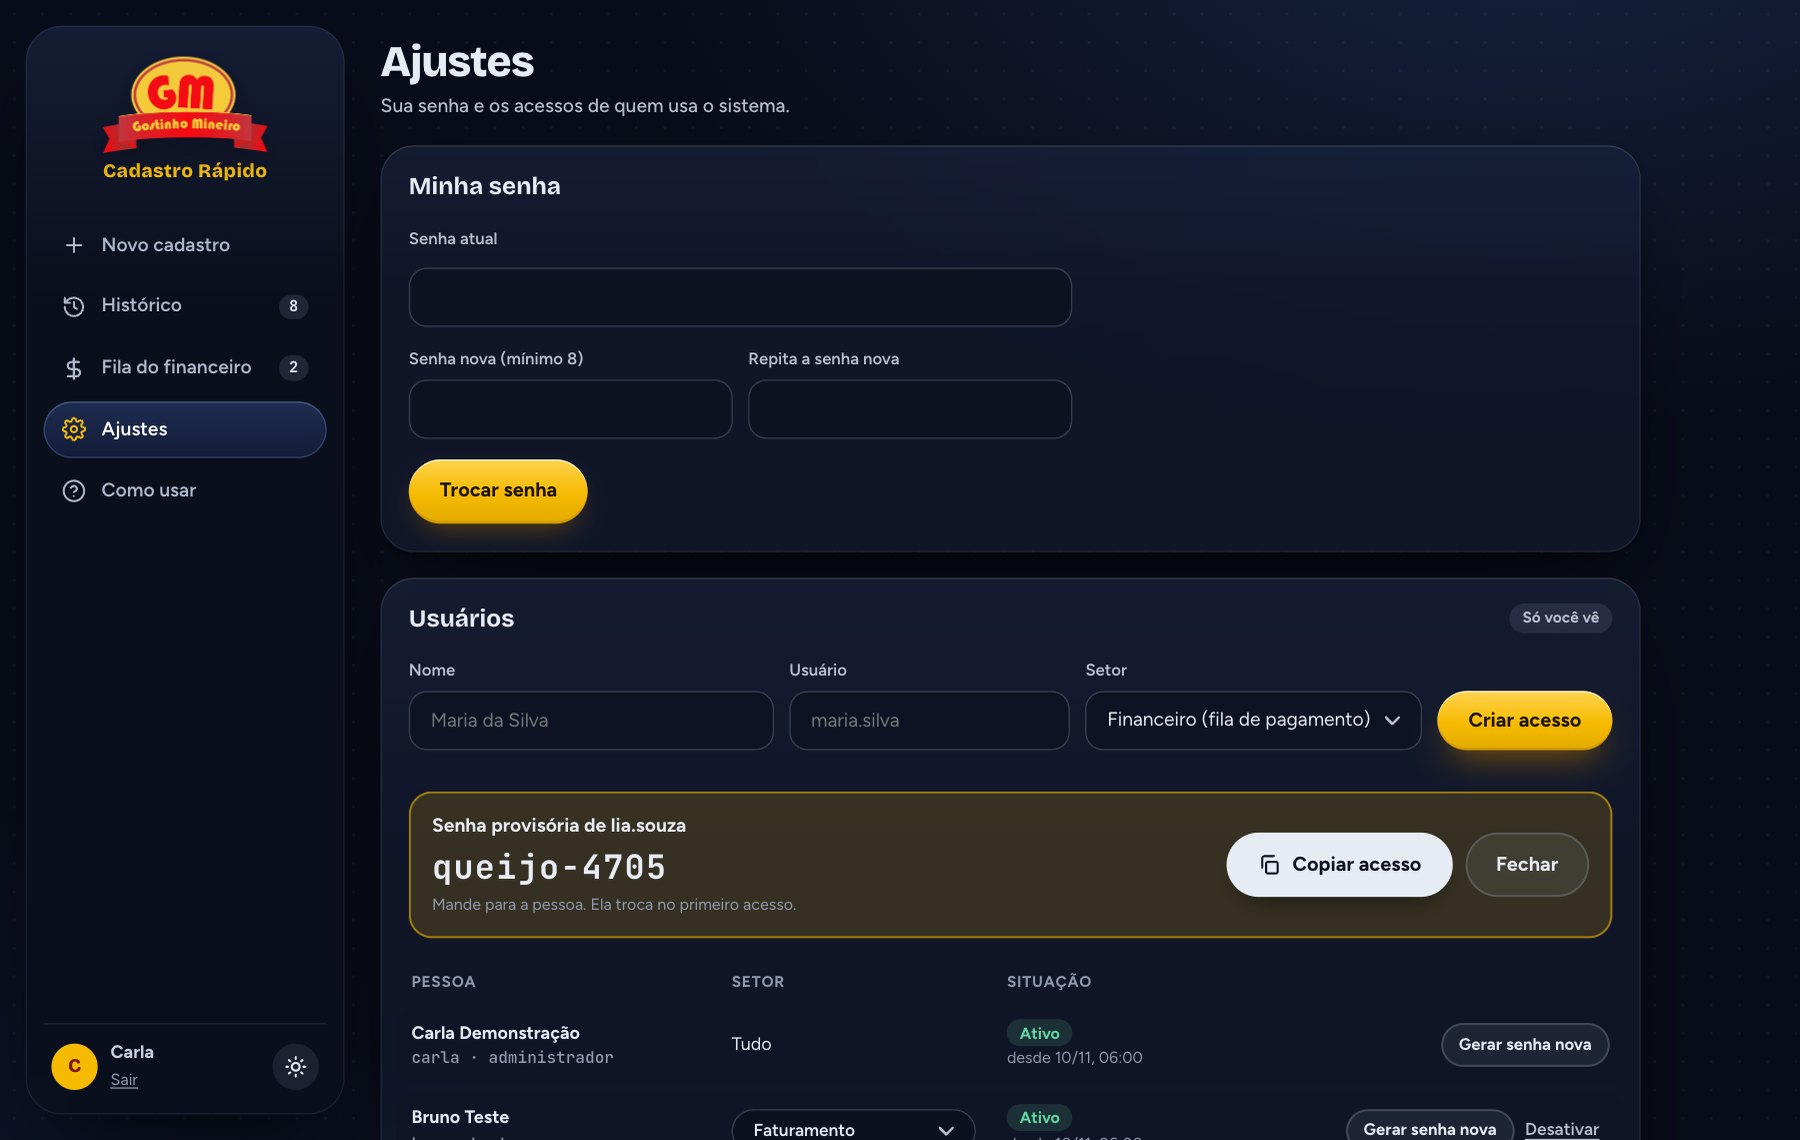 GM
Gostinho Mineiro
Cadastro Rápido
Novo cadastro
Histórico 8
Fila do financeiro 2
Ajustes
Como usar
C
Carla
Sair
Ajustes
Sua senha e os acessos de quem usa o sistema.
Minha senha
Senha atual
Senha nova (mínimo 8) Repita a senha nova
Trocar senha
Usuários Só você vê
Nome Usuário Setor
Maria da Silva maria.silva Financeiro (fila de pagamento) Criar acesso
Senha provisória de lia.souza
queijo-4705
Mande para a pessoa. Ela troca no primeiro acesso.
Copiar acesso Fechar
PESSOA SETOR SITUAÇÃO
Carla Demonstração
carla · administrador
Tudo
Ativo
desde 10/11, 06:00
Gerar senha nova
Bruno Teste
Faturamento
Ativo
Gerar senha nova Desativar